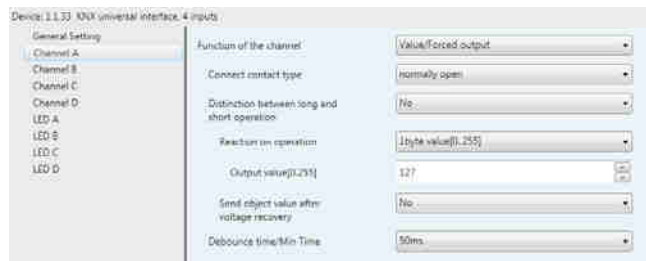 Device: 1.1.33 KNX universal interface, 4 inputs
General Setting
Channel A
Channel B
Channel C
Channel D
LED A
LED B
LED C
LED D
Function of the channel
Value/Forced output
Connect contact type
normally open
Distinction between long and
short operation
No
Reaction on operation
1byte value[0..255]
Output value[0.255]
127
Send object value after
voltage recovery
No
Debounce time/Min Time
50ms